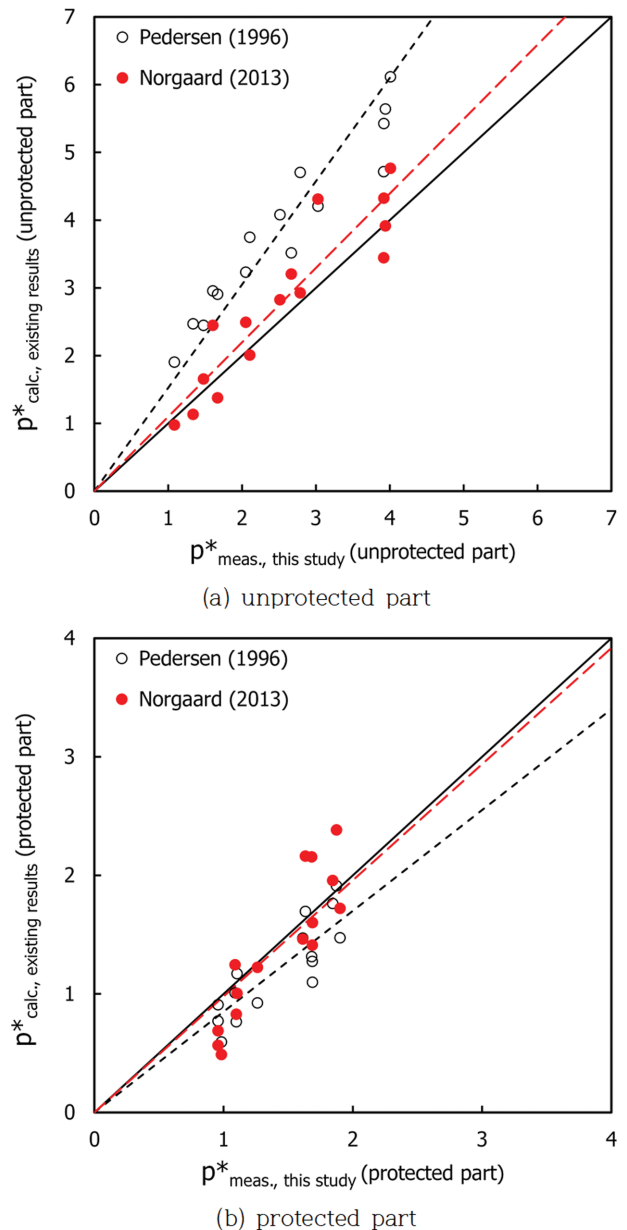 7
6
5
4
3
2
1
0
Pedersen (1996)
Norgaard (2013)
p*calc., existing results (unprotected part)
0 1 2 3 4 5 6 7
p*meas., this study (unprotected part)
(a) unprotected part
4
3
2
1
0
Pedersen (1996)
Norgaard (2013)
p*calc., existing results (protected part)
0 1 2 3 4
p*meas., this study (protected part)
(b) protected part